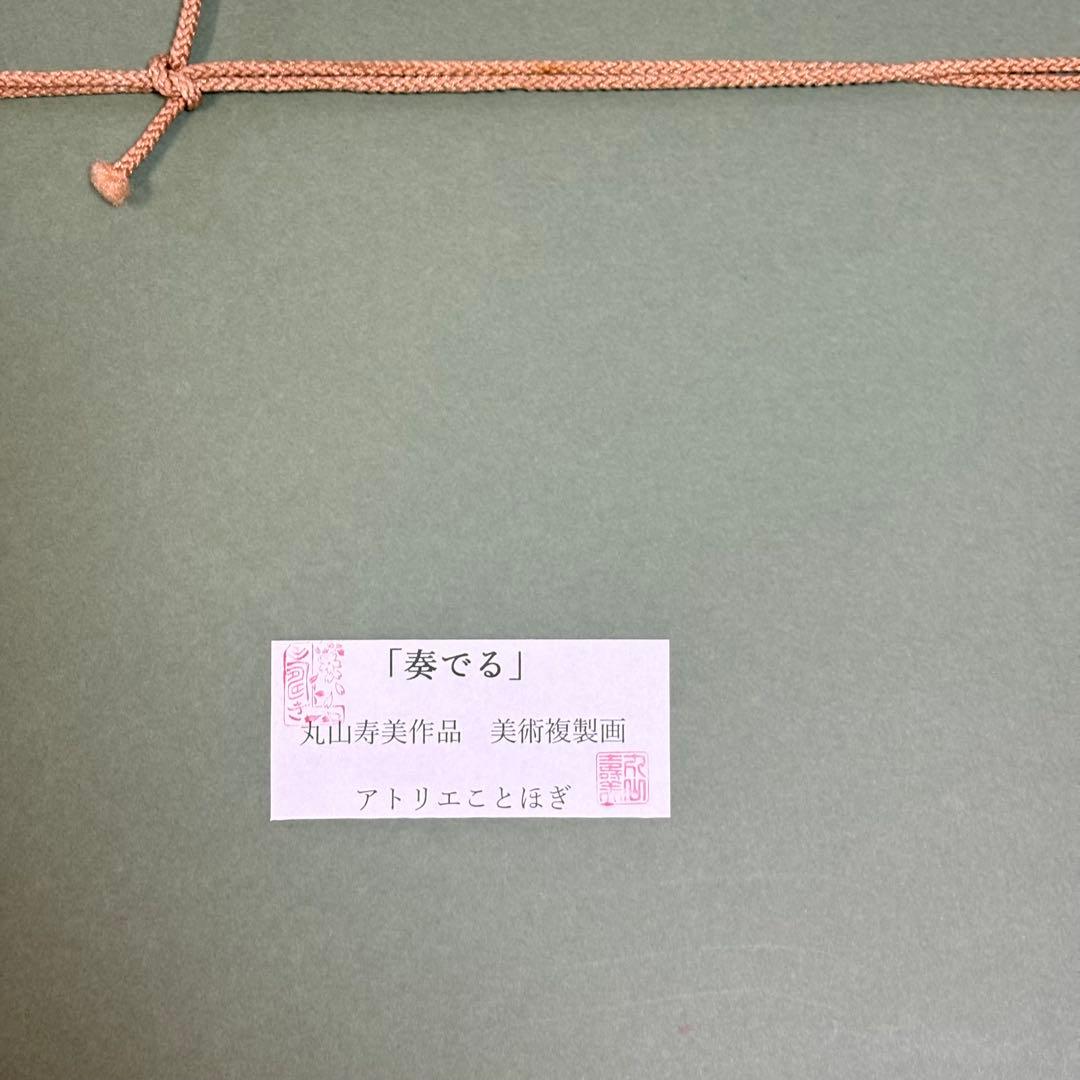 「奏でる」
丸山寿美作品　美術複製画
アトリエことほぎ